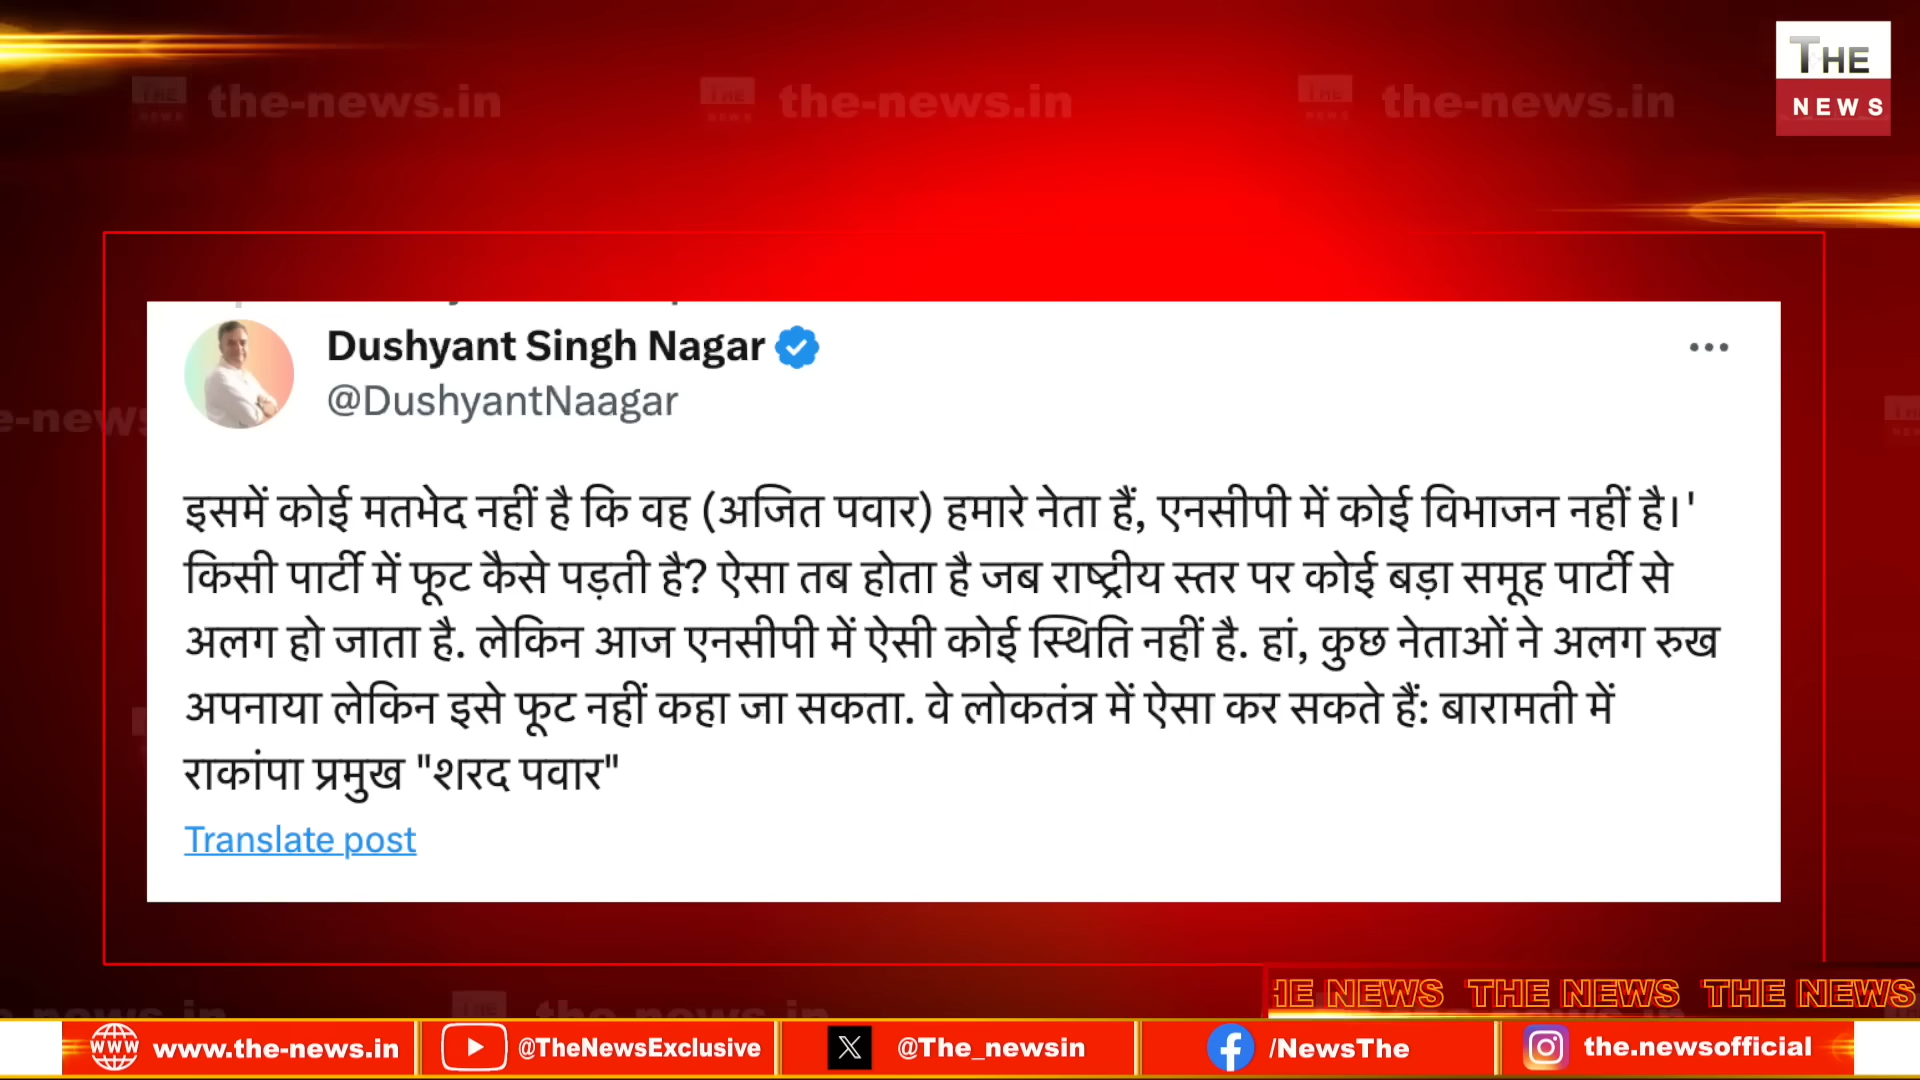 THE
NEWS
the-news.in the-news.in the-news.in
Dushyant Singh Nagar
@DushyantNaagar
इसमें कोई मतभेद नहीं है कि वह (अजित पवार) हमारे नेता हैं, एनसीपी में कोई विभाजन नहीं है।'
किसी पार्टी में फूट कैसे पड़ती है? ऐसा तब होता है जब राष्ट्रीय स्तर पर कोई बड़ा समूह पार्टी से
अलग हो जाता है. लेकिन आज एनसीपी में ऐसी कोई स्थिति नहीं है. हां, कुछ नेताओं ने अलग रुख
अपनाया लेकिन इसे फूट नहीं कहा जा सकता. वे लोकतंत्र में ऐसा कर सकते हैं: बारामती में
राकांपा प्रमुख "शरद पवार"
Translate post
THE NEWS THE NEWS
www.the-news.in @TheNewsExclusive @The_newsin /NewsThe the.newsofficial